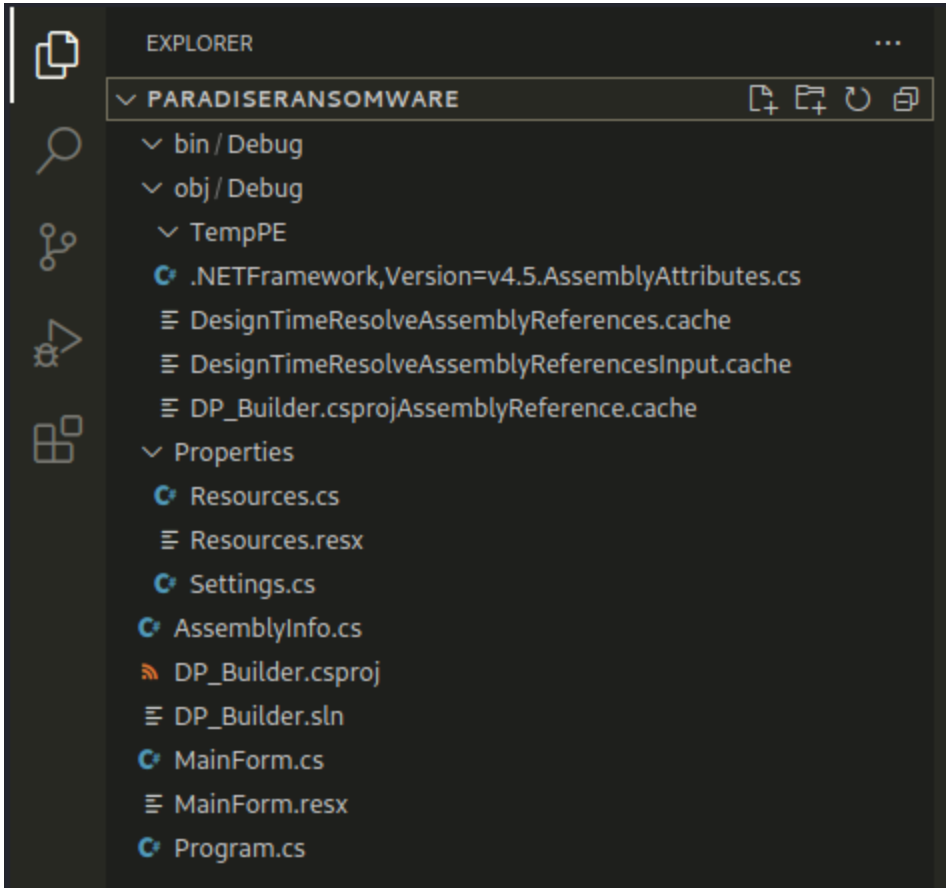 EXPLORER
PARADISERANSOMWARE
bin / Debug
obj / Debug
TempPE
.NETFramework,Version=v4.5.AssemblyAttributes.cs
DesignTimeResolveAssemblyReferences.cache
DesignTimeResolveAssemblyReferencesInput.cache
DP_Builder.csprojAssemblyReference.cache
Properties
Resources.cs
Resources.resx
Settings.cs
AssemblyInfo.cs
DP_Builder.csproj
DP_Builder.sln
MainForm.cs
MainForm.resx
Program.cs